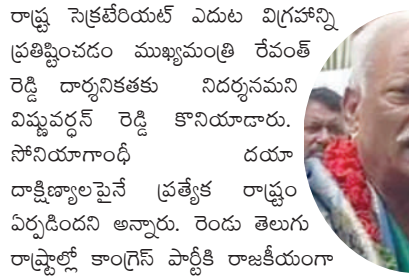 రాష్ట్ర సెక్రటేరియట్ ఎదుట విగ్రహాన్ని
ప్రతిష్టించడం ముఖ్యమంత్రి రేవంత్
రెడ్డి దార్శనికతకు నిదర్శనమని
విష్ణువర్ధన్ రెడ్డి కొనియాడారు.
సోనియాగాంధీ దయా
దాక్షిణ్యాలపైనే ప్రత్యేక రాష్ట్రం
ఏర్పడిందని అన్నారు. రెండు తెలుగు
రాష్ట్రాల్లో కాంగ్రెస్ పార్టీకి రాజకీయంగా